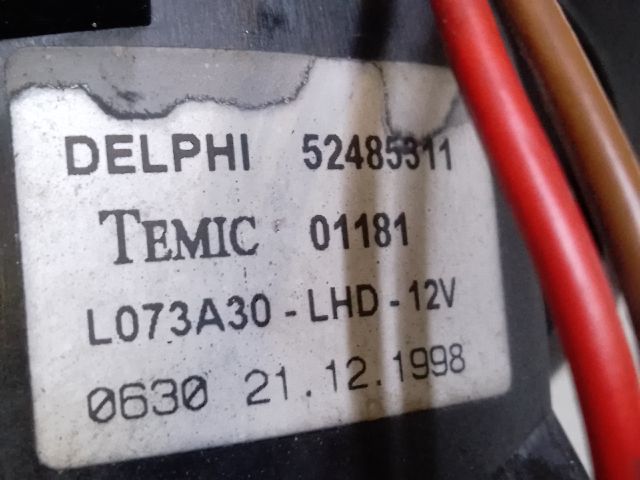 DELPHI 52485311
TEMIC 01181
L073A30 - LHD - 12V
0630 21.12.1998